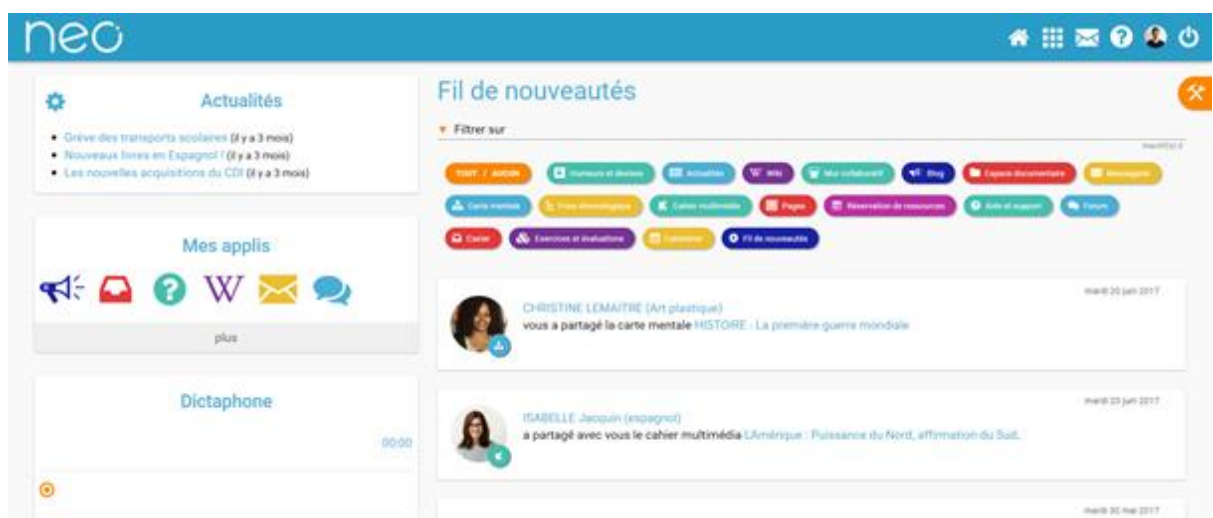 neo
Actualités
Grève des transports scolaires (il y a 3 mois)
Nouveaux livres en Espagnol ! (il y a 3 mois)
Les nouvelles acquisitions du CDI (il y a 3 mois)
Mes applis
plus
Dictaphone
00:00
Fil de nouveautés
Filtrer sur
TOUT / AUCUN
Actualités
Wiki
Mur collaboratif
Blog
Espace documentaire
Messagerie
Carte mentale
Frise chronologique
Cahier multimédia
Pages
Réservation de ressources
Aide et support
Forum
Casier
Exercices et évaluations
Calendrier
Fil de nouveautés
mardi 20 juin 2017
CHRISTINE LEMAITRE (Art plastique)
vous a partagé la carte mentale HISTOIRE - La première guerre mondiale
ISABELLE Jacquin (espagnol)
a partagé avec vous le cahier multimédia LAmérique : Puissance du Nord, affirmation du Sud.
mardi 30 mai 2017